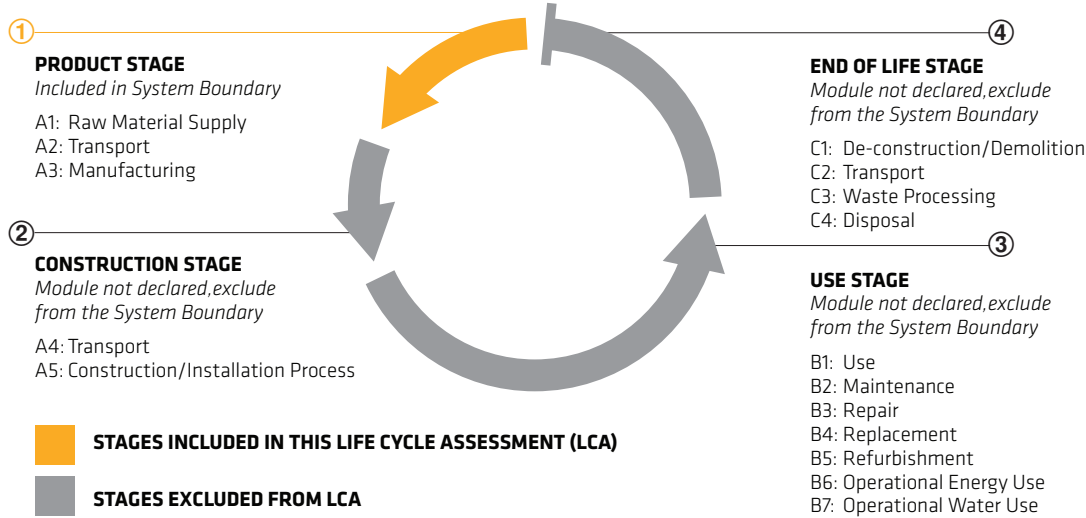 1
PRODUCT STAGE
Included in System Boundary
A1: Raw Material Supply
A2: Transport
A3: Manufacturing
2
CONSTRUCTION STAGE
Module not declared,exclude
from the System Boundary
A4: Transport
A5: Construction/Installation Process
3
USE STAGE
Module not declared,exclude
from the System Boundary
B1: Use
B2: Maintenance
B3: Repair
B4: Replacement
B5: Refurbishment
B6: Operational Energy Use
B7: Operational Water Use
4
END OF LIFE STAGE
Module not declared,exclude
from the System Boundary
C1: De-construction/Demolition
C2: Transport
C3: Waste Processing
C4: Disposal
STAGES INCLUDED IN THIS LIFE CYCLE ASSESSMENT (LCA)
STAGES EXCLUDED FROM LCA